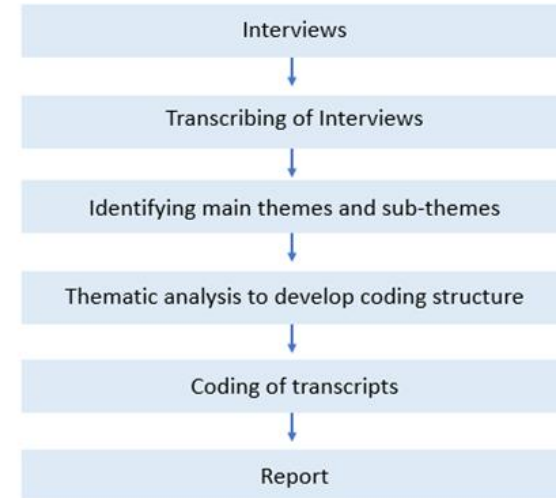 Interviews
Transcribing of Interviews
Identifying main themes and sub-themes
Thematic analysis to develop coding structure
Coding of transcripts
Report